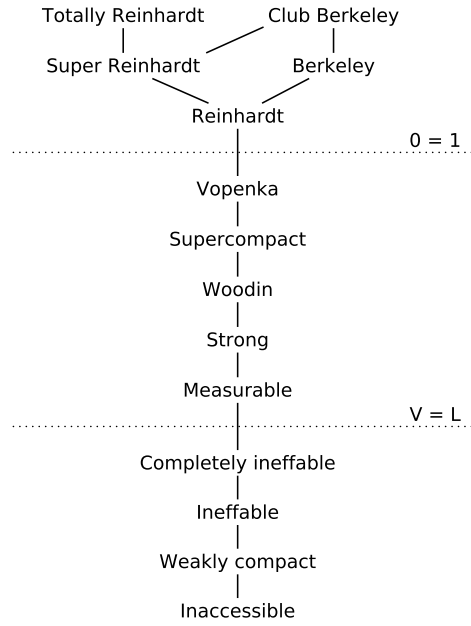 Totally Reinhardt
Club Berkeley
Super Reinhardt
Berkeley
Reinhardt
0 = 1
Vopenka
Supercompact
Woodin
Strong
Measurable
V = L
Completely ineffable
Ineffable
Weakly compact
Inaccessible